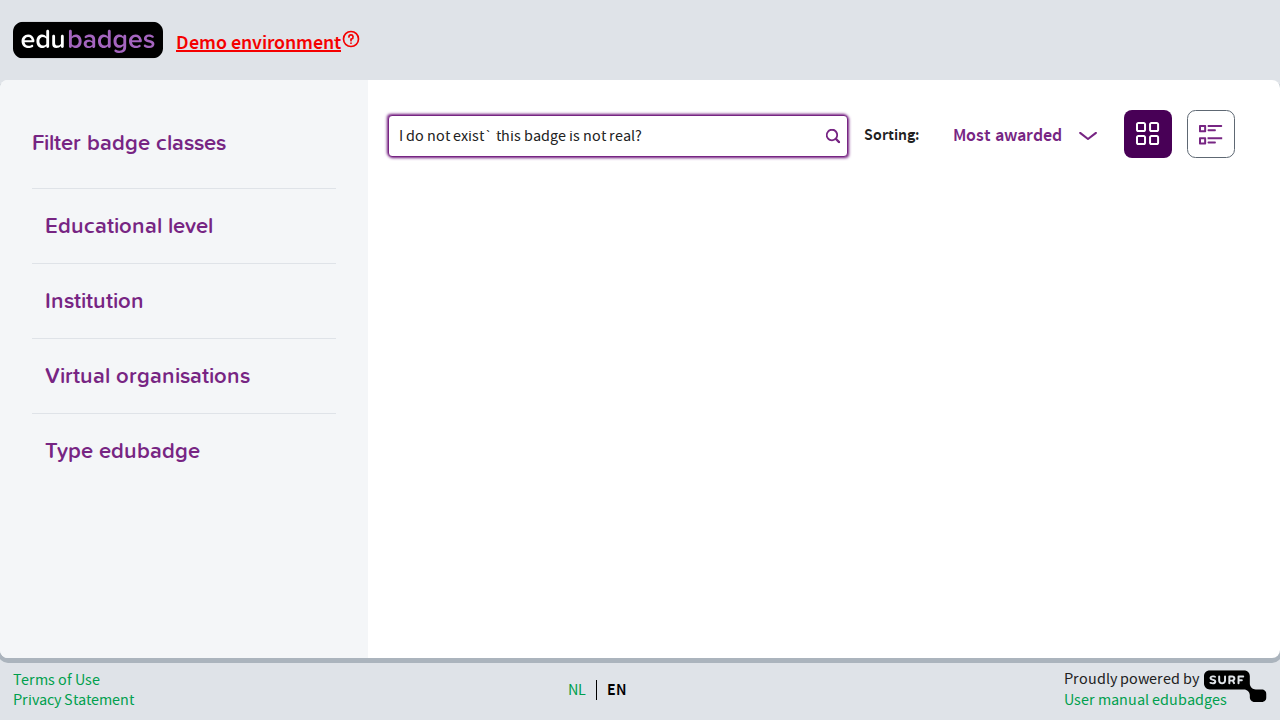 edubadges
Demo environment
Filter badge classes
Educational level
Institution
Virtual organisations
Type edubadge
I do not exist` this badge is not real?
Sorting:
Most awarded
Terms of Use
Privacy Statement
NL
EN
Proudly powered by SURF
User manual edubadges